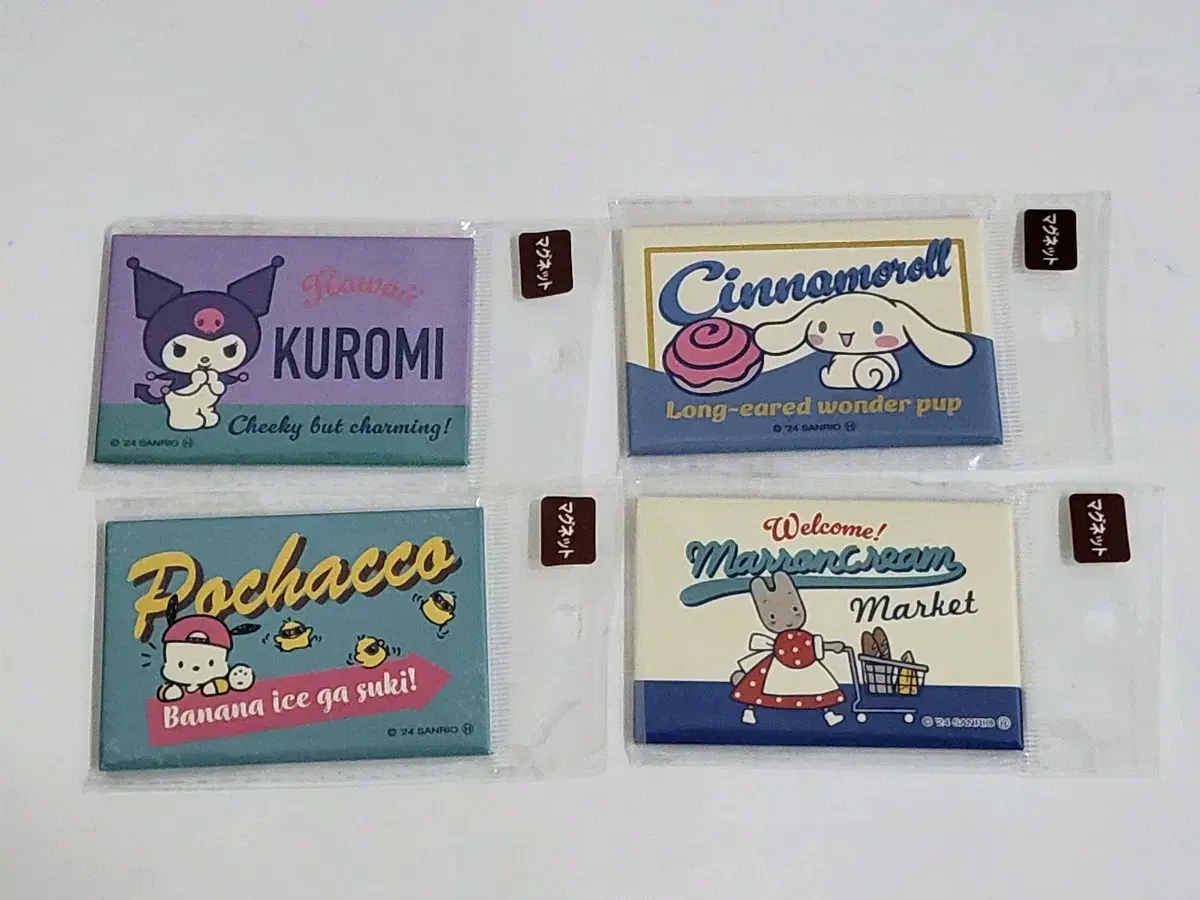 Kawaii
KUROMI
Cheeky but charming!
© '24 SANRIO Ⓗ
マグネット
Cinnamoroll
Long-eared wonder pup
© '24 SANRIO Ⓗ
マグネット
Pochacco
Banana ice ga suki!
© '24 SANRIO Ⓗ
マグネット
Welcome!
MarronCream
Market
© '24 SANRIO Ⓗ
マグネット